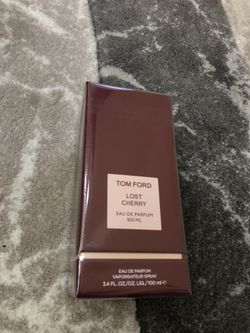 TOM FORD
LOST
CHERRY
EAU DE PARFUM
100 ML
EAU DE PARFUM
VAPORISATEUR SPRAY
3.4 FL. OZ./OZ. LIQ./100 ml ℮